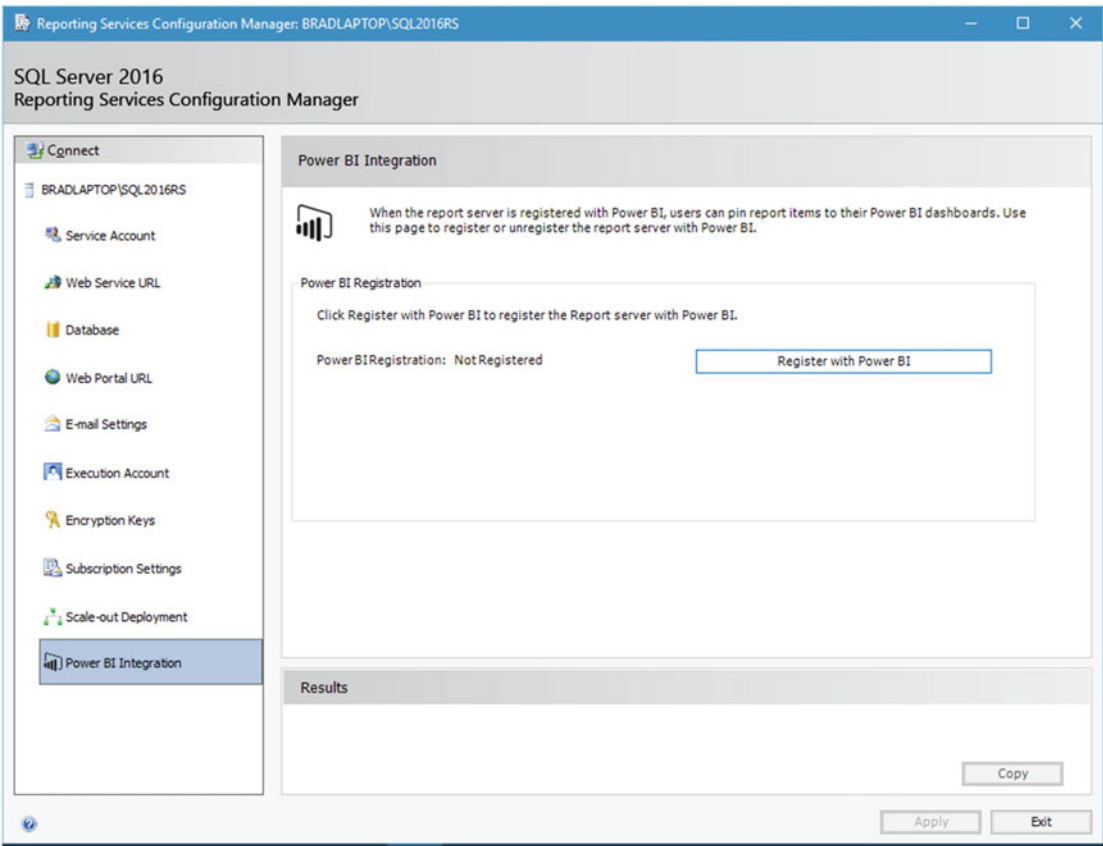 Reporting Services Configuration Manager: BRADLAPTOP\SQL2016RS
SQL Server 2016
Reporting Services Configuration Manager
Connect
BRADLAPTOP\SQL2016RS
Service Account
Web Service URL
Database
Web Portal URL
E-mail Settings
Execution Account
Encryption Keys
Subscription Settings
Scale-out Deployment
Power BI Integration
Power BI Integration
When the report server is registered with Power BI, users can pin report items to their Power BI dashboards. Use
this page to register or unregister the report server with Power BI.
Power BI Registration
Click Register with Power BI to register the Report server with Power BI.
Power BI Registration: Not Registered
Register with Power BI
Results
Copy
Apply
Exit